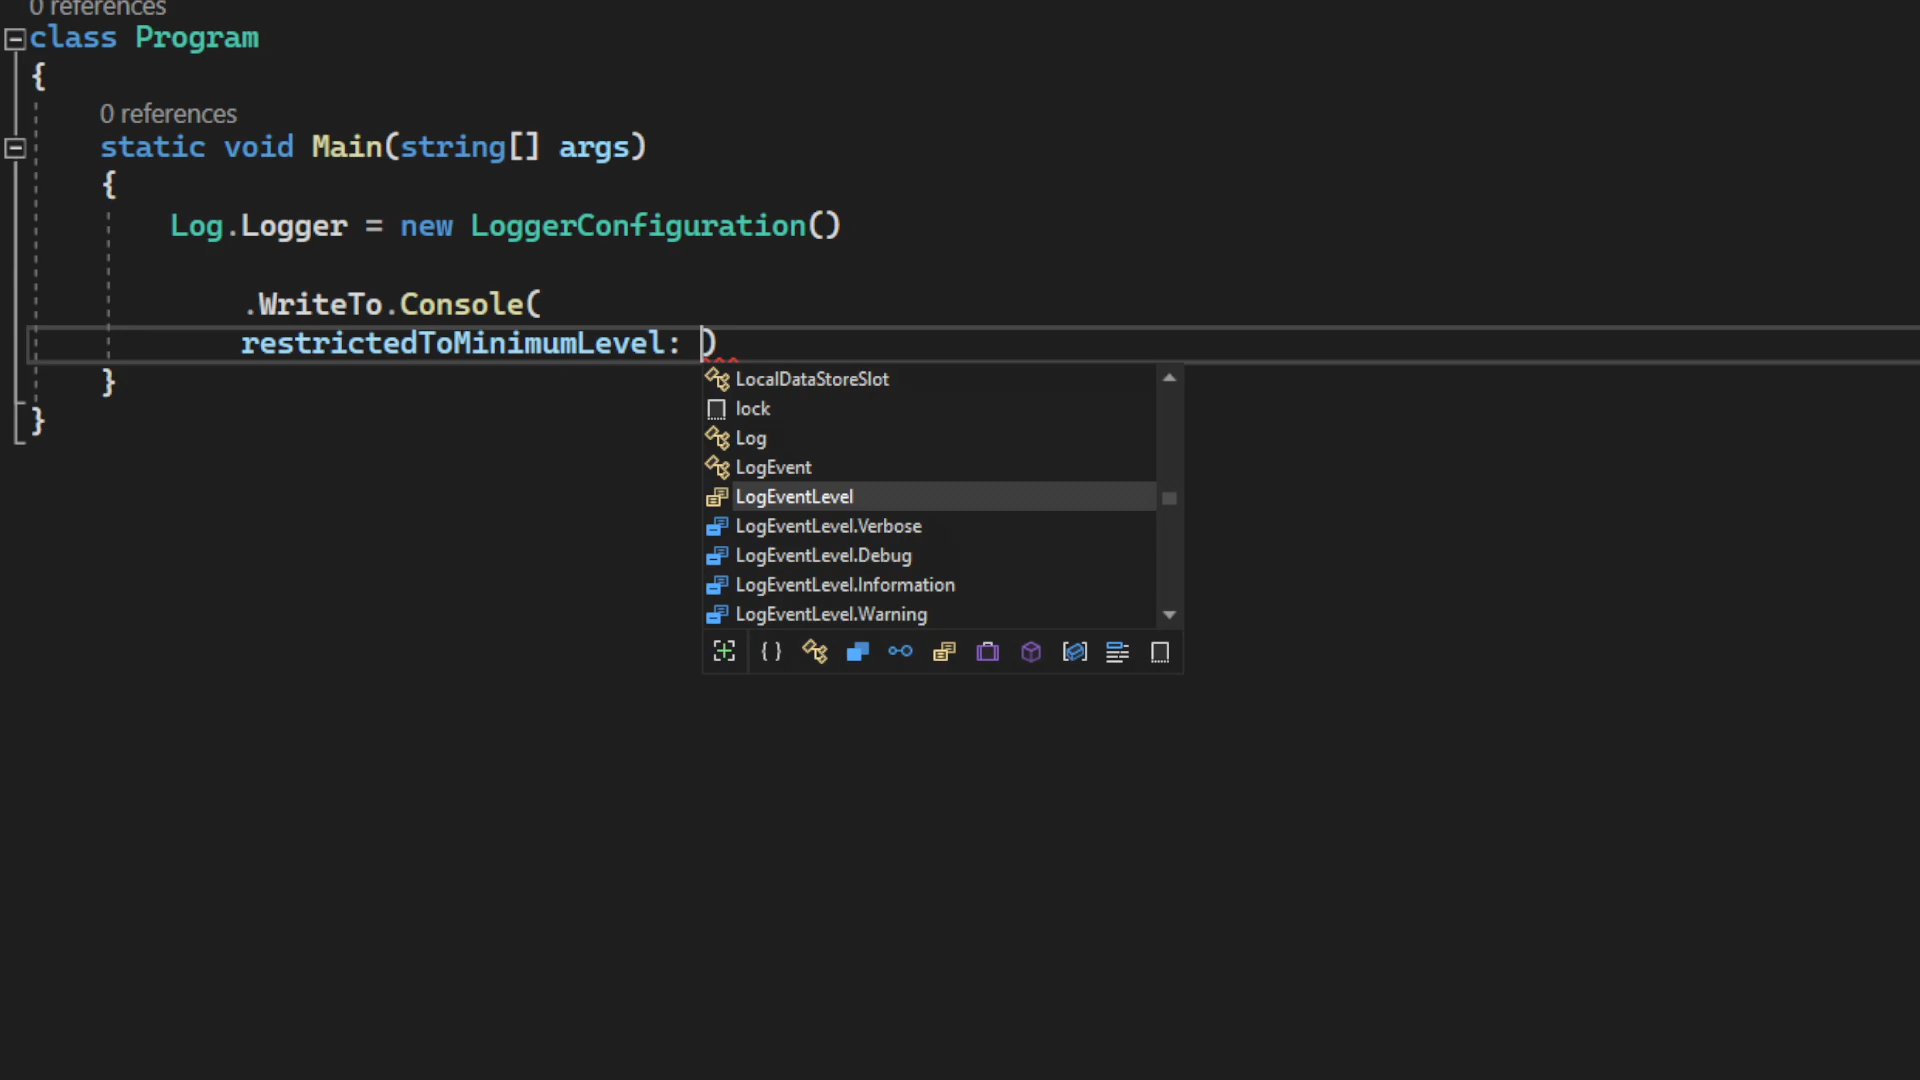 0 references
class Program
{
0 references
static void Main(string[] args)
{
Log.Logger = new LoggerConfiguration()
.WriteTo.Console(
restrictedToMinimumLevel: )
}
}
LocalDataStoreSlot
lock
Log
LogEvent
LogEventLevel
LogEventLevel.Verbose
LogEventLevel.Debug
LogEventLevel.Information
LogEventLevel.Warning